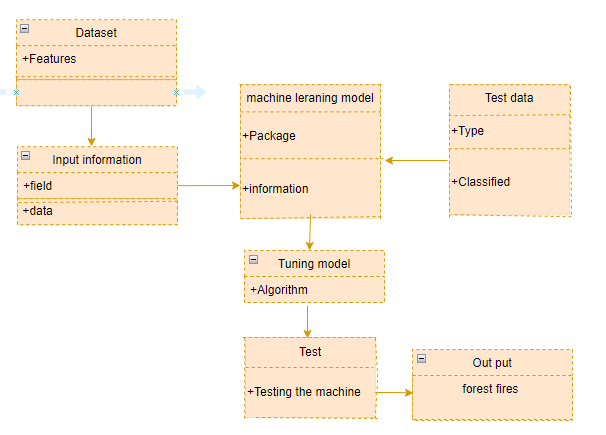 Dataset
+Features
Input information
+field
+data
machine leraning model
+Package
+information
Test data
+Type
+Classified
Tuning model
+Algorithm
Test
+Testing the machine
Out put
forest fires